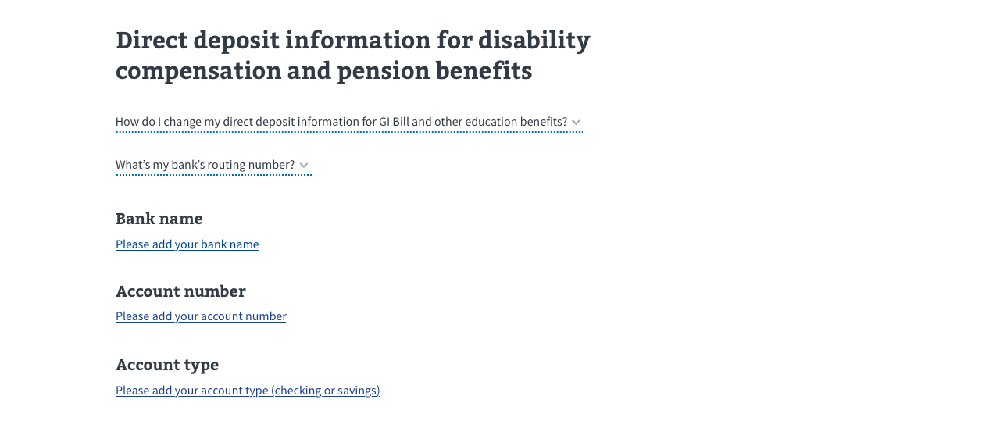 Direct deposit information for disability
compensation and pension benefits
How do I change my direct deposit information for GI Bill and other education benefits?
What’s my bank’s routing number?
Bank name
Please add your bank name
Account number
Please add your account number
Account type
Please add your account type (checking or savings)